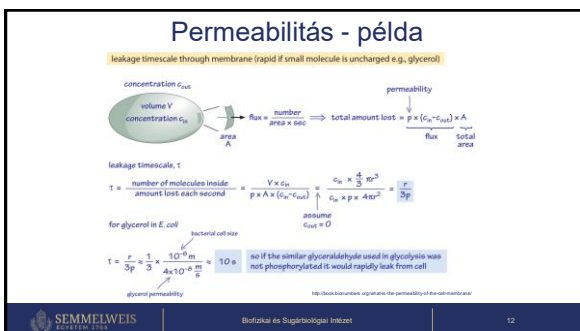 Permeabilitás - példa
leakage timescale through membrane (rapid if small molecule is uncharged e.g., glycerol)
concentration c_out
volume V
concentration c_in
area
A
flux = number / area x sec ⟹ total amount lost = p x (c_in-c_out) x A
permeability
flux
total
area
leakage timescale, τ
τ = number of molecules inside / amount lost each second = V x c_in / p x A x (c_in-c_out) = c_in x 4/3 πr³ / c_in x p x 4πr² = r / 3p
assume
c_out = 0
for glycerol in E. coli
bacterial cell size
τ = r / 3p ≈ 1/3 x 10⁻⁶ m / 4x10⁻⁸ m/s ≈ 10 s
glycerol permeability
so if the similar glyceraldehyde used in glycolysis was
not phosphorylated it would rapidly leak from cell
http://book.bionumbers.org/what-is-the-permeability-of-the-cell-membrane/
SEMMELWEIS
EGYETEM 1769
Biofizikai és Sugárbiológiai Intézet
12